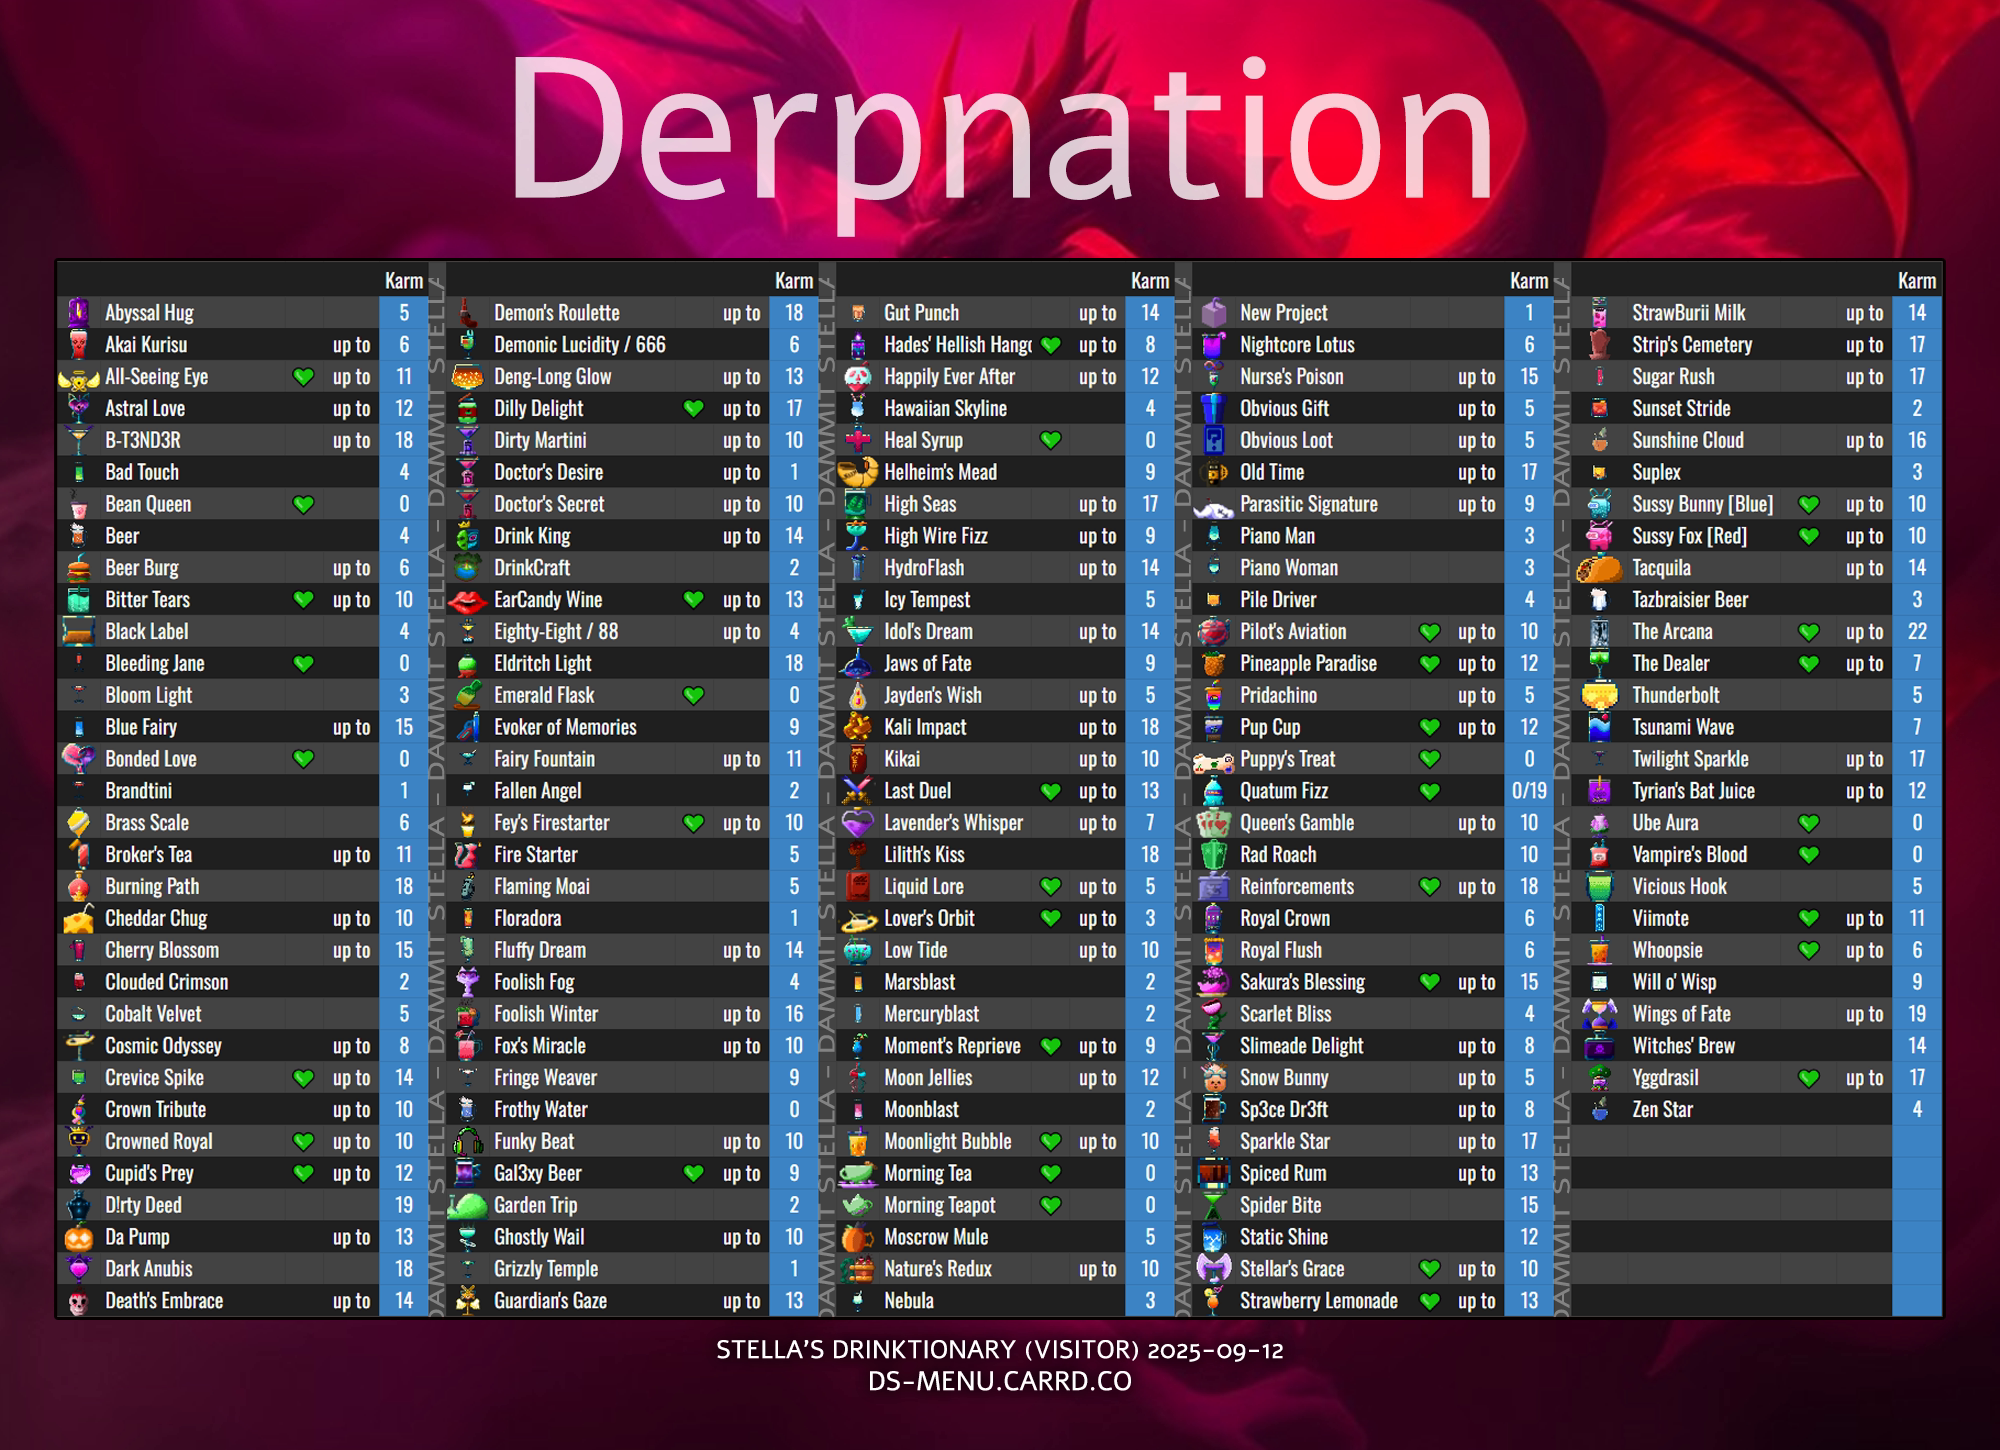 Derpnation
Karm
Abyssal Hug 5
Akai Kurisu up to 6
All-Seeing Eye up to 11
Astral Love up to 12
B-T3ND3R up to 18
Bad Touch 4
Bean Queen 0
Beer 4
Beer Burg up to 6
Bitter Tears up to 10
Black Label 4
Bleeding Jane 0
Bloom Light 3
Blue Fairy up to 15
Bonded Love 0
Brandtini 1
Brass Scale 6
Broker's Tea up to 11
Burning Path 18
Cheddar Chug up to 10
Cherry Blossom up to 15
Clouded Crimson 2
Cobalt Velvet 5
Cosmic Odyssey up to 8
Crevice Spike up to 14
Crown Tribute up to 10
Crowned Royal up to 10
Cupid's Prey up to 12
D!rty Deed 19
Da Pump up to 13
Dark Anubis 18
Death's Embrace up to 14
STELLA - DAMMIT STELLA - DAMMIT STELLA - DAMMIT STELLA
Karm
Demon's Roulette up to 18
Demonic Lucidity / 666 6
Deng-Long Glow up to 13
Dilly Delight up to 17
Dirty Martini up to 10
Doctor's Desire up to 1
Doctor's Secret up to 10
Drink King up to 14
DrinkCraft 2
EarCandy Wine up to 13
Eighty-Eight / 88 up to 4
Eldritch Light 18
Emerald Flask 0
Evoker of Memories 9
Fairy Fountain up to 11
Fallen Angel 2
Fey's Firestarter up to 10
Fire Starter 5
Flaming Moai 5
Floradora 1
Fluffy Dream up to 14
Foolish Fog 4
Foolish Winter up to 16
Fox's Miracle up to 10
Fringe Weaver 9
Frothy Water 0
Funky Beat up to 10
Gal3xy Beer up to 9
Garden Trip 2
Ghostly Wail up to 10
Grizzly Temple 1
Guardian's Gaze up to 13
STELLA - DAMMIT STELLA - DAMMIT STELLA - DAMMIT STELLA
Karm
Gut Punch up to 14
Hades' Hellish Hang up to 8
Happily Ever After up to 12
Hawaiian Skyline 4
Heal Syrup 0
Helheim's Mead 9
High Seas up to 17
High Wire Fizz up to 9
HydroFlash up to 14
Icy Tempest 5
Idol's Dream up to 14
Jaws of Fate 9
Jayden's Wish up to 5
Kali Impact up to 18
Kikai up to 10
Last Duel up to 13
Lavender's Whisper up to 7
Lilith's Kiss 18
Liquid Lore up to 5
Lover's Orbit up to 3
Low Tide up to 10
Marsblast 2
Mercuryblast 2
Moment's Reprieve up to 9
Moon Jellies up to 12
Moonblast 2
Moonlight Bubble up to 10
Morning Tea 0
Morning Teapot 0
Moscrow Mule 5
Nature's Redux up to 10
Nebula 3
STELLA - DAMMIT STELLA - DAMMIT STELLA - DAMMIT STELLA
Karm
New Project 1
Nightcore Lotus 6
Nurse's Poison up to 15
Obvious Gift up to 5
Obvious Loot up to 5
Old Time up to 17
Parasitic Signature up to 9
Piano Man 3
Piano Woman 3
Pile Driver 4
Pilot's Aviation up to 10
Pineapple Paradise up to 12
Pridachino up to 5
Pup Cup up to 12
Puppy's Treat 0
Quatum Fizz 0/19
Queen's Gamble up to 10
Rad Roach 10
Reinforcements up to 18
Royal Crown 6
Royal Flush 6
Sakura's Blessing up to 15
Scarlet Bliss 4
Slimeade Delight up to 8
Snow Bunny up to 5
Sp3ce Dr3ft up to 8
Sparkle Star up to 17
Spiced Rum up to 13
Spider Bite 15
Static Shine 12
Stellar's Grace up to 10
Strawberry Lemonade up to 13
STELLA - DAMMIT STELLA - DAMMIT STELLA - DAMMIT STELLA
Karm
StrawBurii Milk up to 14
Strip's Cemetery up to 17
Sugar Rush up to 17
Sunset Stride 2
Sunshine Cloud up to 16
Suplex 3
Sussy Bunny [Blue] up to 10
Sussy Fox [Red] up to 10
Tacquila up to 14
Tazbraisier Beer 3
The Arcana up to 22
The Dealer up to 7
Thunderbolt 5
Tsunami Wave 7
Twilight Sparkle up to 17
Tyrian's Bat Juice up to 12
Ube Aura 0
Vampire's Blood 0
Vicious Hook 5
Viimote up to 11
Whoopsie up to 6
Will o' Wisp 9
Wings of Fate up to 19
Witches' Brew 14
Yggdrasil up to 17
Zen Star 4
STELLA'S DRINKTIONARY (VISITOR) 2025-09-12
DS-MENU.CARRD.CO